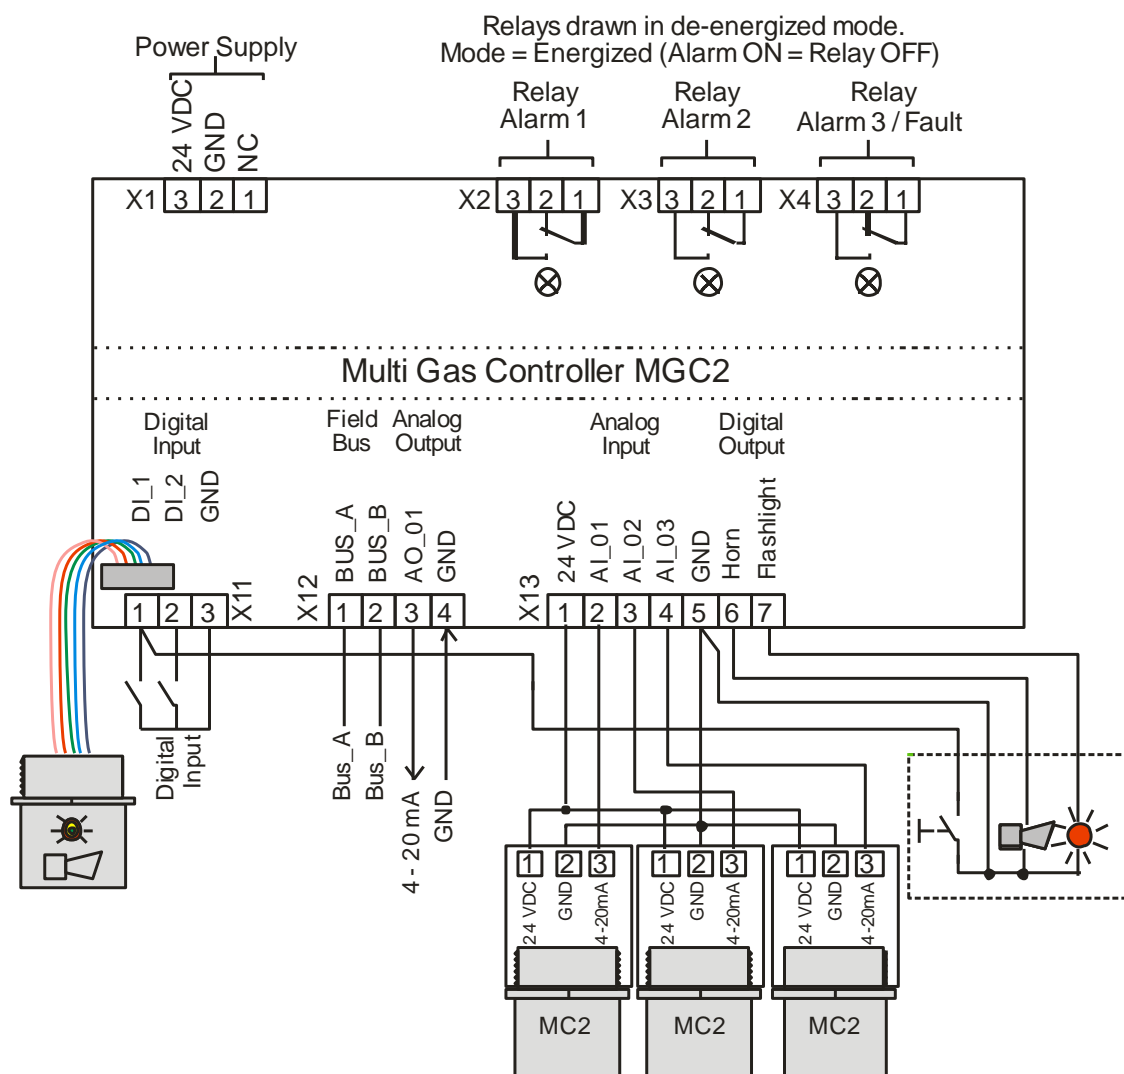 Relays drawn in de-energized mode.
Mode = Energized (Alarm ON = Relay OFF)
Power Supply
24 VDC
GND
NC
Relay
Alarm 1
Relay
Alarm 2
Relay
Alarm 3 / Fault
X1 3 2 1
X2 3 2 1
X3 3 2 1
X4 3 2 1
Multi Gas Controller MGC2
Digital
Input
Field
Bus
Analog
Output
Analog
Input
Digital
Output
DI_1
DI_2
GND
BUS_A
BUS_B
AO_01
GND
24 VDC
AI_01
AI_02
AI_03
GND
Horn
Flashlight
1 2 3 X11
X12 1 2 3 4
X13 1 2 3 4 5 6 7
Digital
Input
Bus_A
Bus_B
4 - 20 mA
GND
1 2 3
24 VDC
GND
4-20mA
MC2
1 2 3
24 VDC
GND
4-20mA
MC2
1 2 3
24 VDC
GND
4-20mA
MC2